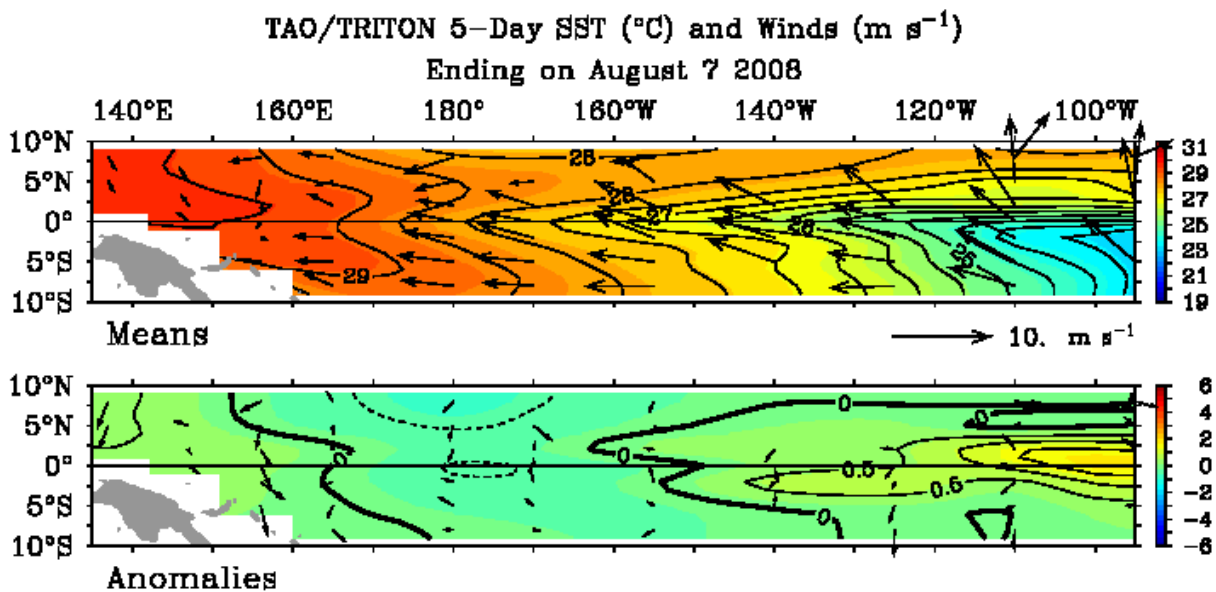 TAO/TRITON 5-Day SST (°C) and Winds (m s⁻¹)
Ending on August 7 2008
140°E 160°E 180° 160°W 140°W 120°W 100°W
10°N
5°N
0°
5°S
10°S
28
28
27
26
25
29
31
29
27
25
23
21
19
Means
10. m s⁻¹
10°N
5°N
0°
5°S
10°S
0
0
0
0
0
0.5
0.5
0
6
4
2
0
-2
-4
-6
Anomalies